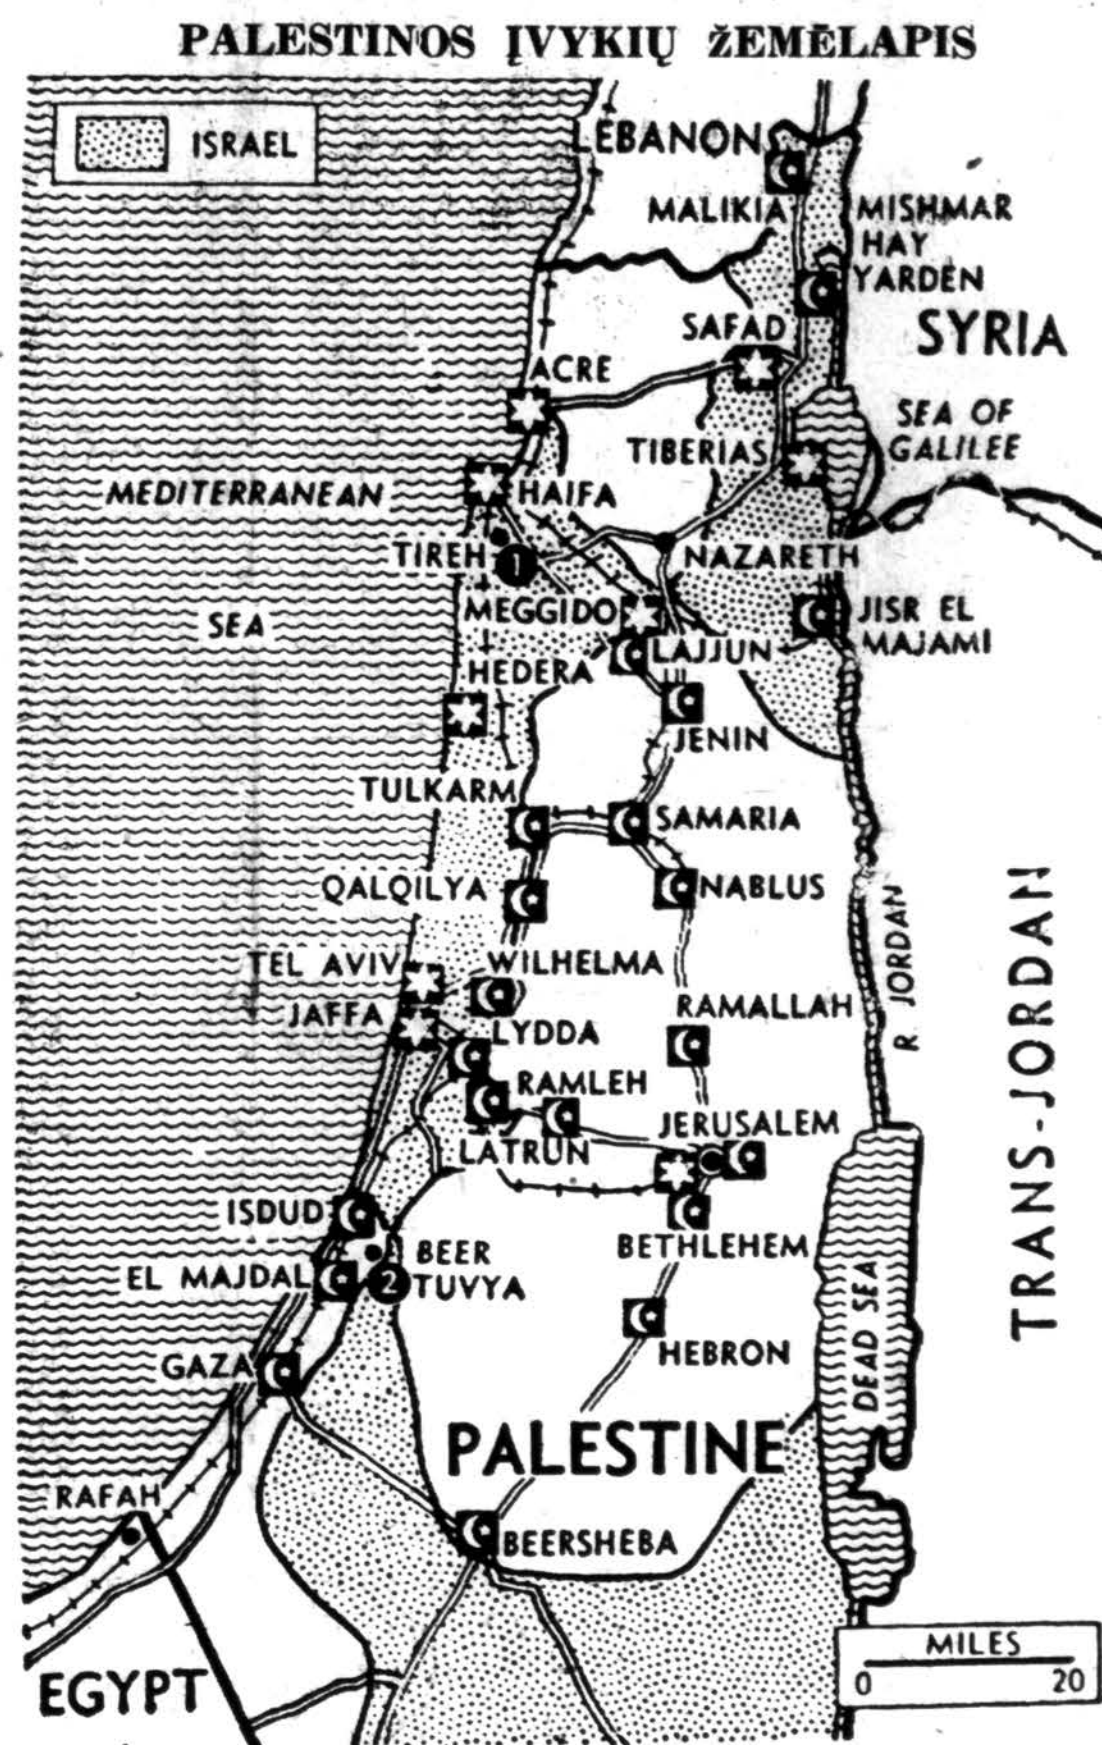 PALESTINOS ĮVYKIŲ ŽEMĖLAPIS
ISRAEL
LEBANON
MALIKIA
MISHMAR
HAY
YARDEN
SYRIA
SAFAD
ACRE
SEA OF
GALILEE
TIBERIAS
MEDITERRANEAN
HAIFA
TIREH
1
NAZARETH
MEGGIDO
JISR EL
MAJAMI
SEA
LAJJUN
HEDERA
JENIN
TULKARM
SAMARIA
QALQILYA
NABLUS
R. JORDAN
TRANS-JORDAN
TEL AVIV
WILHELMA
JAFFA
RAMALLAH
LYDDA
RAMLEH
JERUSALEM
LATRUN
ISDUD
BEER
TUVYA
BETHLEHEM
EL MAJDAL
2
DEAD SEA
GAZA
HEBRON
PALESTINE
RAFAH
BEERSHEBA
MILES
0 20
EGYPT